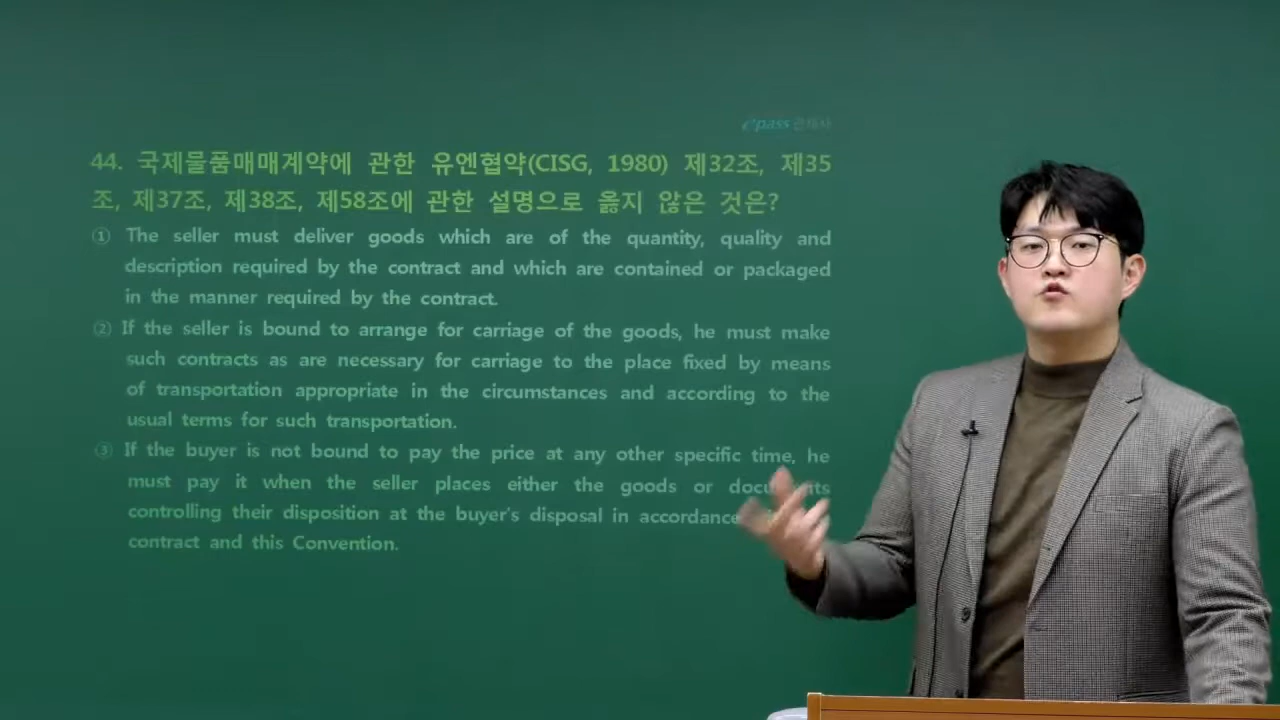 epass 관세사
44. 국제물품매매계약에 관한 유엔협약(CISG, 1980) 제32조, 제35
조, 제37조, 제38조, 제58조에 관한 설명으로 옳지 않은 것은?
① The seller must deliver goods which are of the quantity, quality and
description required by the contract and which are contained or packaged
in the manner required by the contract.
② If the seller is bound to arrange for carriage of the goods, he must make
such contracts as are necessary for carriage to the place fixed by means
of transportation appropriate in the circumstances and according to the
usual terms for such transportation.
③ If the buyer is not bound to pay the price at any other specific time, he
must pay it when the seller places either the goods or
controlling their disposition at the buyer's disposal in accordance
contract and this Convention.